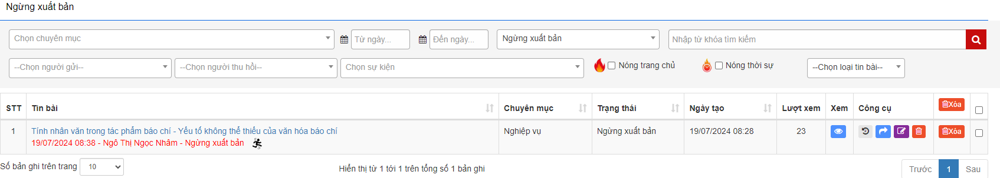 Ngừng xuất bản
Chọn chuyên mục Từ ngày... Đến ngày... Ngừng xuất bản Nhập từ khóa tìm kiếm
--Chọn người gửi-- --Chọn người thu hồi-- Chọn sự kiện Nóng trang chủ Nóng thời sự --Chọn loại tin bài--
STT Tin bài Chuyên mục Trạng thái Ngày tạo Lượt xem Xem Công cụ Xóa
1 Tính nhân văn trong tác phẩm báo chí - Yếu tố không thể thiếu của văn hóa báo chí Nghiệp vụ Ngừng xuất bản 19/07/2024 08:28 23 Xóa
19/07/2024 08:38 - Ngô Thị Ngọc Nhâm - Ngừng xuất bản
Số bản ghi trên trang 10 Hiển thị từ 1 tới 1 trên tổng số 1 bản ghi Trước 1 Sau